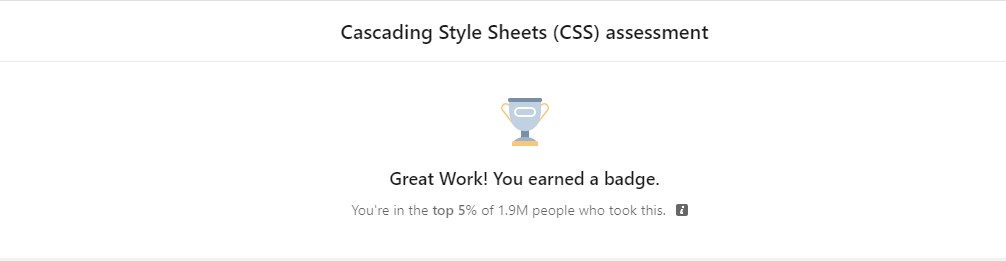 Cascading Style Sheets (CSS) assessment
Great Work! You earned a badge.
You're in the top 5% of 1.9M people who took this. i